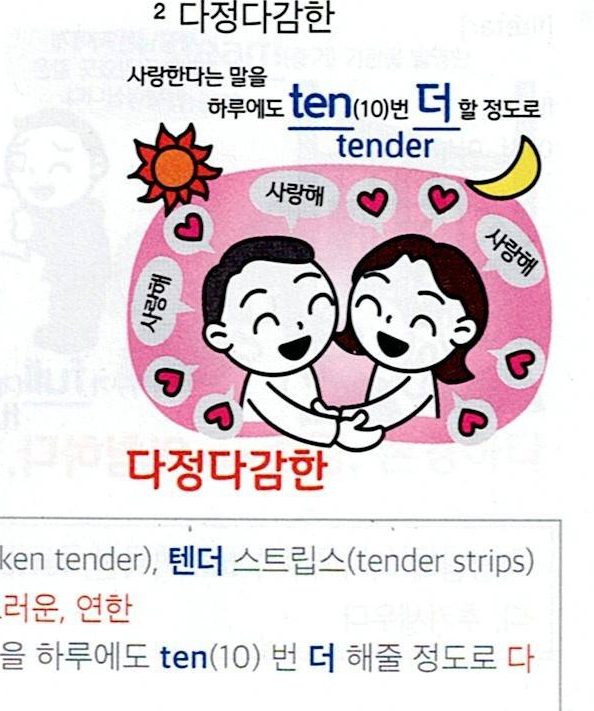 ² 다정다감한
사랑한다는 말을
하루에도 ten(10)번 더 할 정도로
tender
사랑해
사랑해
사랑해
다정다감한
ken tender), 텐더 스트립스(tender strips)
러운, 연한
을 하루에도 ten(10) 번 더 해줄 정도로 다